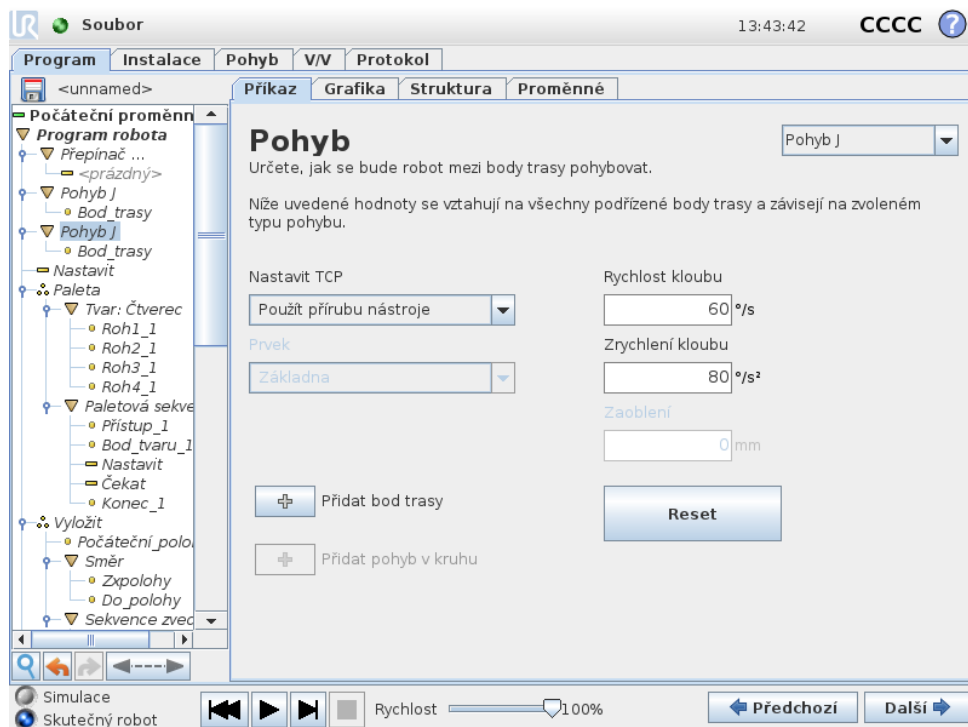 UR Soubor 13:43:42 CCCC ?
Program Instalace Pohyb V/V Protokol
<unnamed> Příkaz Grafika Struktura Proměnné
Počáteční proměnn
Program robota
Přepínač ...
<prázdný>
Pohyb J
Bod_trasy
Pohyb J
Bod_trasy
Nastavit
Paleta
Tvar: Čtverec
Roh1_1
Roh2_1
Roh3_1
Roh4_1
Paletová sekve
Přístup_1
Bod_tvaru_1
Nastavit
Čekat
Konec_1
Vyložit
Počáteční_polo
Směr
Zxpolohy
Do_polohy
Sekvence zved
Pohyb
Pohyb J
Určete, jak se bude robot mezi body trasy pohybovat.
Níže uvedené hodnoty se vztahují na všechny podřízené body trasy a závisejí na zvoleném
typu pohybu.
Nastavit TCP
Použít přírubu nástroje
Prvek
Základna
Rychlost kloubu
60 °/s
Zrychlení kloubu
80 °/s²
Zaoblení
0 mm
Přidat bod trasy
Přidat pohyb v kruhu
Reset
Simulace
Skutečný robot
Rychlost 100%
Předchozí
Další